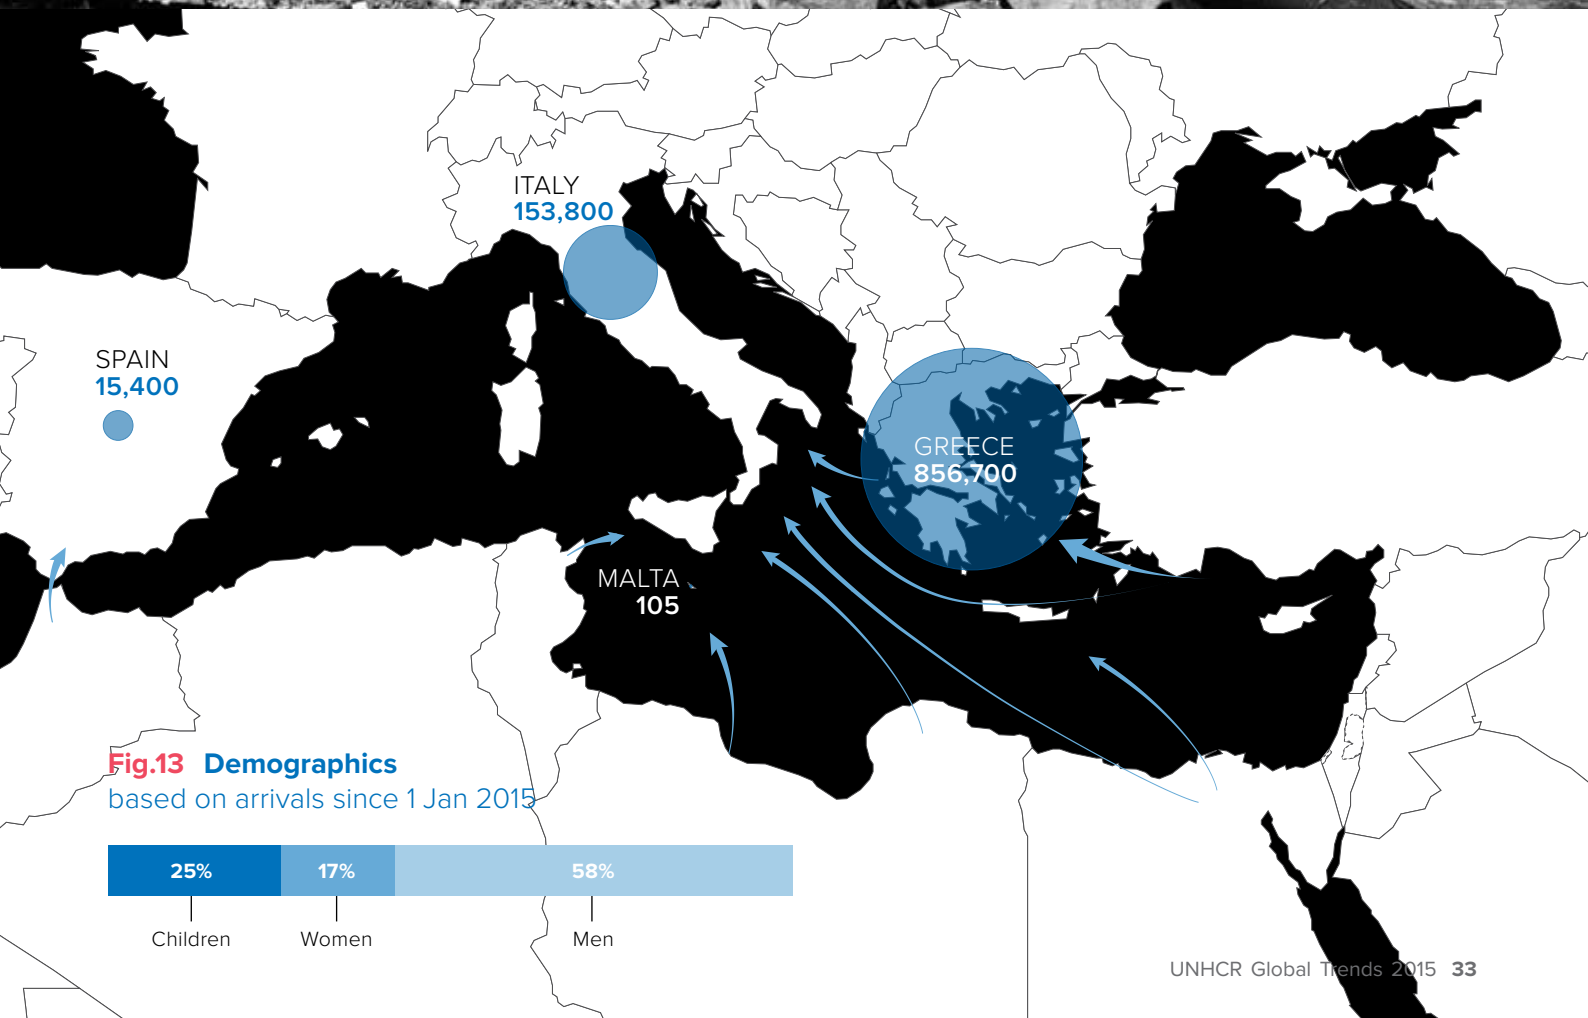 ITALY
153,800
SPAIN
15,400
GREECE
856,700
MALTA
105
Fig.13 Demographics
based on arrivals since 1 Jan 2015
25% 17% 58%
Children Women Men
UNHCR Global Trends 2015 33